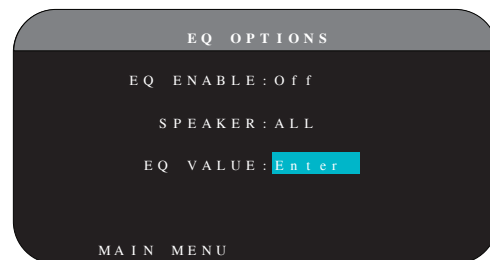 EQ OPTIONS
EQ ENABLE:Off
SPEAKER:ALL
EQ VALUE:Enter
MAIN MENU